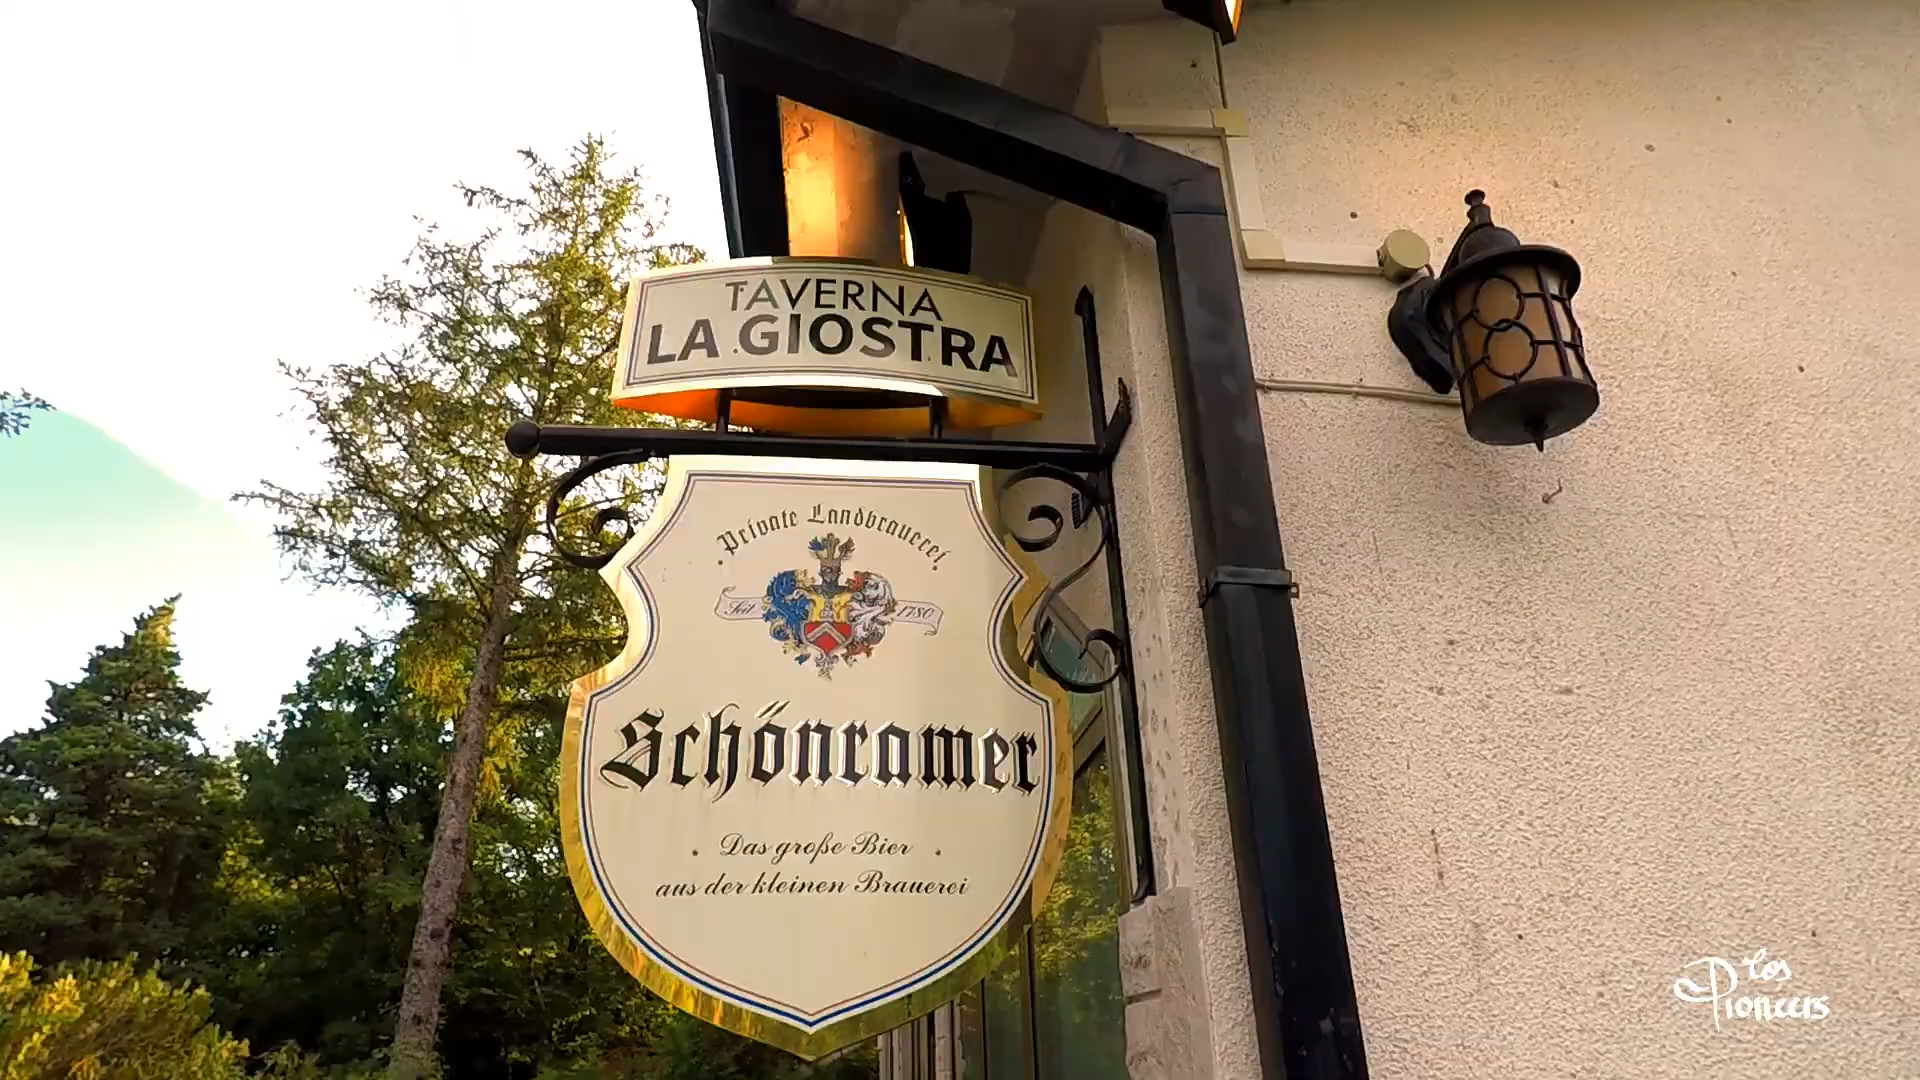 TAVERNA
LA GIOSTRA
Private Landbrauerei
Seit 1780
Schönramer
Das große Bier
aus der kleinen Brauerei
Los
Pioneers